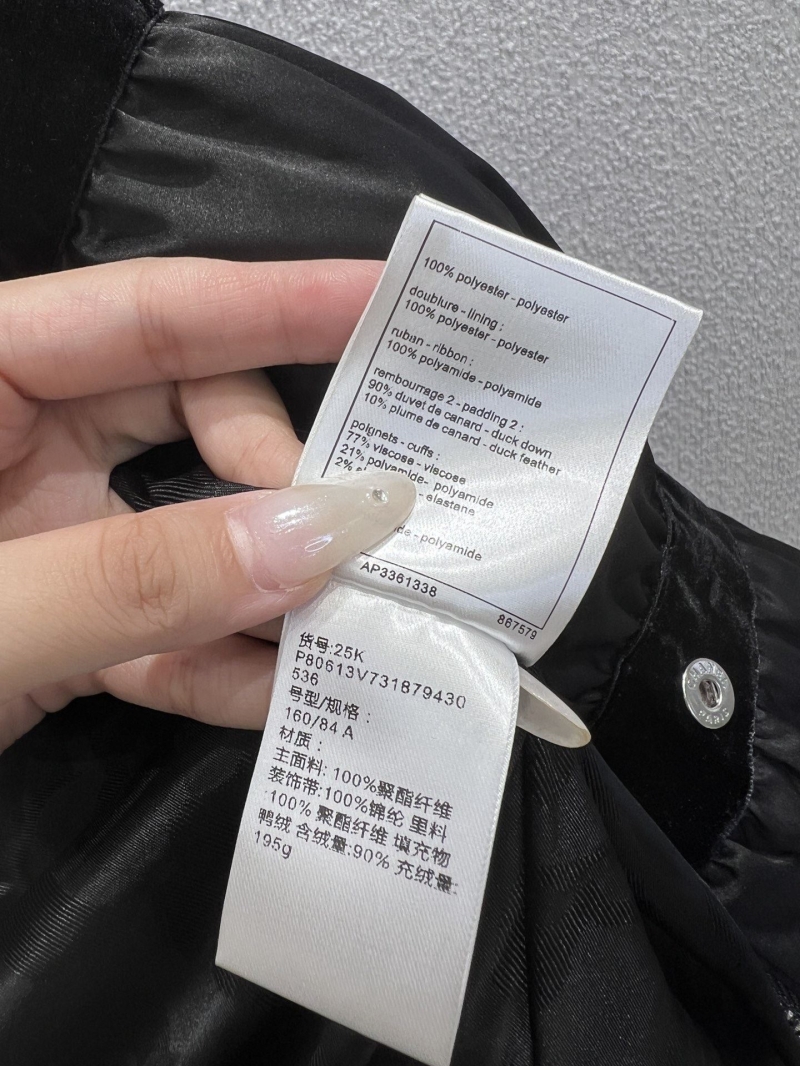 100% polyester - polyester
doublure - lining :
100% polyester - polyester
ruban - ribbon :
100% polyamide - polyamide
rembourrage 2 - padding 2 :
90% duvet de canard - duck down
10% plume de canard - duck feather
poignets - cuffs :
77% viscose - viscose
21% polyamide - polyamide
2% - elastane
- polyamide
AP3361338
867579
货号:25K
P80613V731879430
536
号型/规格：
160/84 A
材质：
主面料: 100%聚酯纤维
装饰带:100%锦纶 里料
:100% 聚酯纤维 填充物
鸭绒 含绒量:90% 充绒量:
195g
CHANEL
PARIS